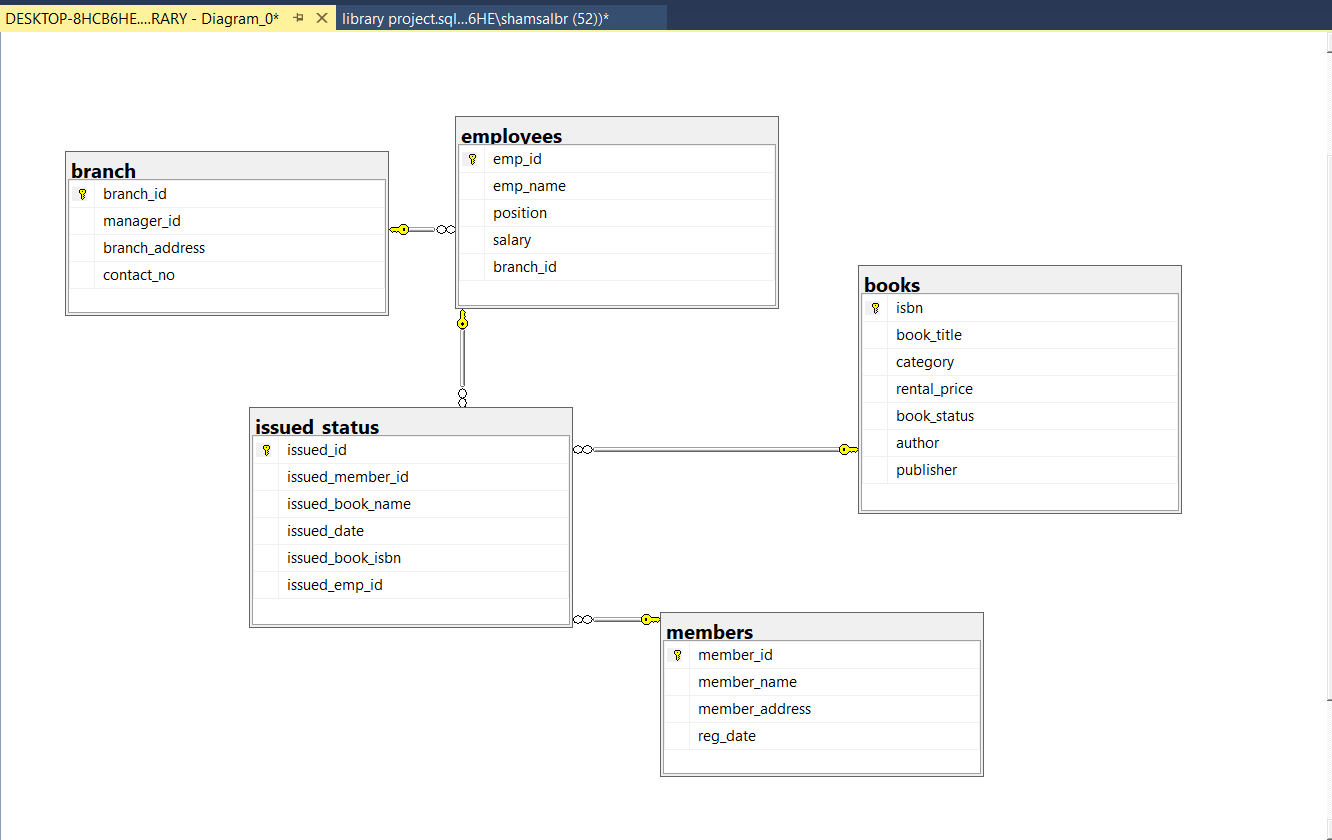 DESKTOP-8HCB6HE....RARY - Diagram_0*
library project.sql...6HE\shamsalbr (52))*
branch
branch_id
manager_id
branch_address
contact_no
employees
emp_id
emp_name
position
salary
branch_id
books
isbn
book_title
category
rental_price
book_status
author
publisher
issued_status
issued_id
issued_member_id
issued_book_name
issued_date
issued_book_isbn
issued_emp_id
members
member_id
member_name
member_address
reg_date